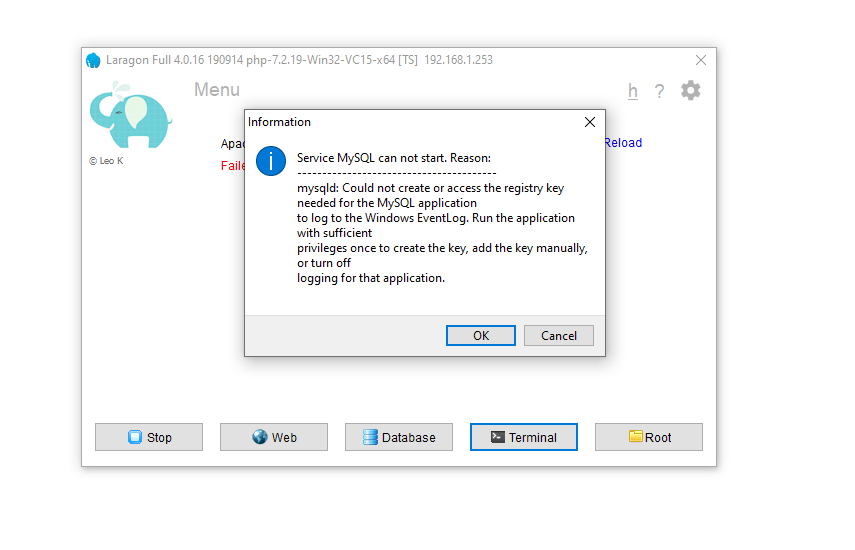 Laragon Full 4.0.16 190914 php-7.2.19-Win32-VC15-x64 [TS]  192.168.1.253
Menu
h ?
Information
© Leo K
Reload
Service MySQL can not start. Reason:
----------------------------------------
mysqld: Could not create or access the registry key
needed for the MySQL application
to log to the Windows EventLog. Run the application
with sufficient
privileges once to create the key, add the key manually,
or turn off
logging for that application.
OK
Cancel
Stop
Web
Database
Terminal
Root